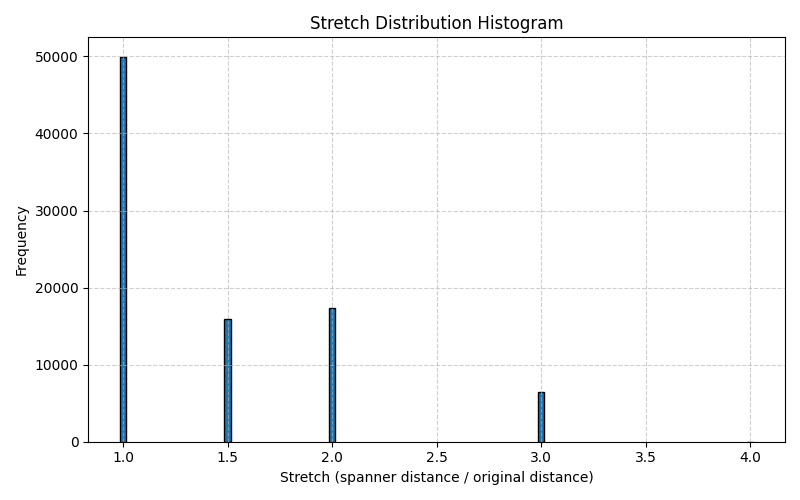 Stretch Distribution Histogram
Frequency
50000
40000
30000
20000
10000
0
1.0 1.5 2.0 2.5 3.0 3.5 4.0
Stretch (spanner distance / original distance)